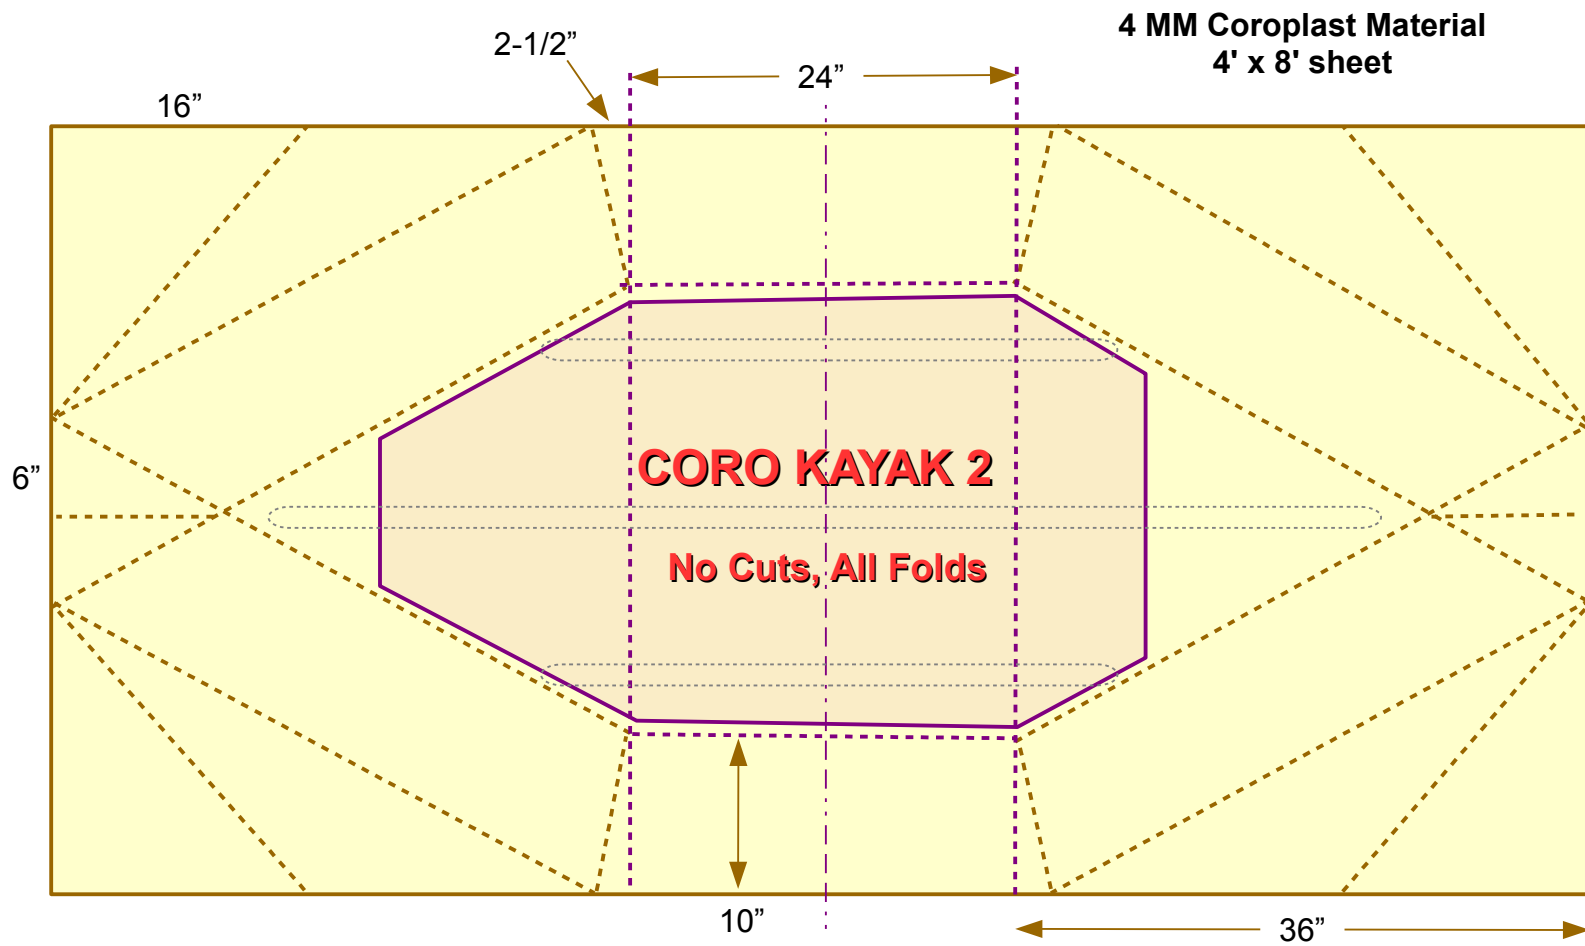 4 MM Coroplast Material
4' x 8' sheet
2-1/2”
24”
16”
CORO KAYAK 2
6”
No Cuts, All Folds
10”
36”